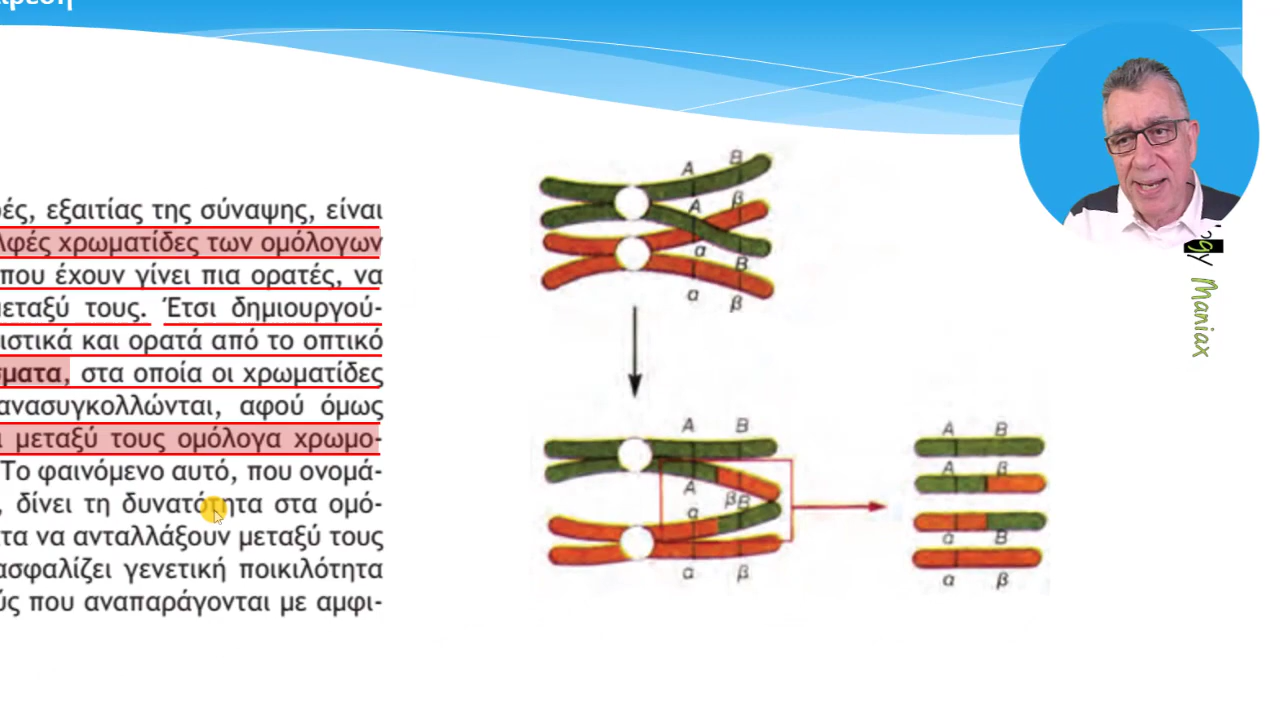 ίρεση
ές, εξαιτίας της σύναψης, είναι
λφές χρωματίδες των ομόλογων
που έχουν γίνει πια ορατές, να
μεταξύ τους. Έτσι δημιουργού-
ιστικά και ορατά από το οπτικό
σματα, στα οποία οι χρωματίδες
ανασυγκολλώνται, αφού όμως
ι μεταξύ τους ομόλογα χρωμο-
Το φαινόμενο αυτό, που ονομά-
, δίνει τη δυνατότητα στα ομό-
τα να ανταλλάξουν μεταξύ τους
ασφαλίζει γενετική ποικιλότητα
ύς που αναπαράγονται με αμφι-
A B
A β
α B
α β
A B
A β
α B
α β
A B
A β
α B
α β
gy Maniax